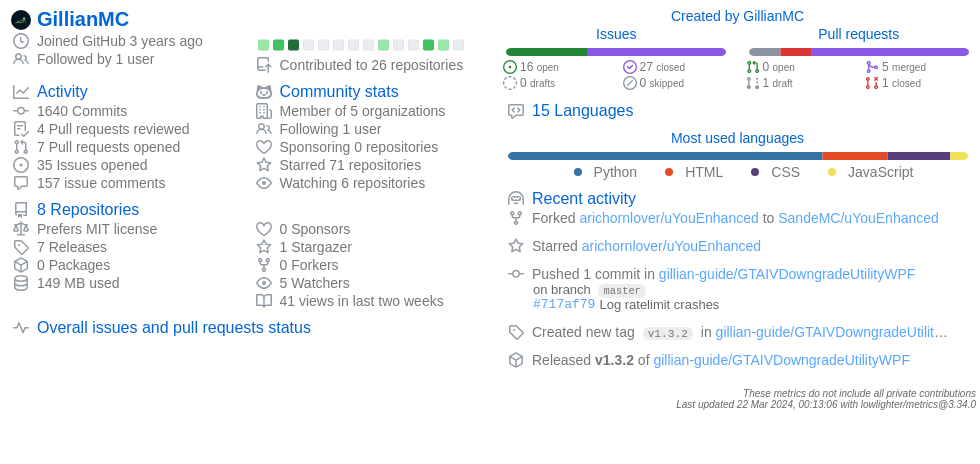 GillianMC
Joined GitHub 3 years ago
Followed by 1 user
Contributed to 26 repositories
Activity
1640 Commits
4 Pull requests reviewed
7 Pull requests opened
35 Issues opened
157 issue comments
Community stats
Member of 5 organizations
Following 1 user
Sponsoring 0 repositories
Starred 71 repositories
Watching 6 repositories
8 Repositories
Prefers MIT license
7 Releases
0 Packages
149 MB used
0 Sponsors
1 Stargazer
0 Forkers
5 Watchers
41 views in last two weeks
Overall issues and pull requests status
Created by GillianMC
Issues
16 open
27 closed
0 drafts
0 skipped
Pull requests
0 open
5 merged
1 draft
1 closed
15 Languages
Most used languages
Python HTML CSS JavaScript
Recent activity
Forked arichornlover/uYouEnhanced to SandeMC/uYouEnhanced
Starred arichornlover/uYouEnhanced
Pushed 1 commit in gillian-guide/GTAIVDowngradeUtilityWPF
on branch master
#717af79 Log ratelimit crashes
Created new tag v1.3.2 in gillian-guide/GTAIVDowngradeUtilit…
Released v1.3.2 of gillian-guide/GTAIVDowngradeUtilityWPF
These metrics do not include all private contributions
Last updated 22 Mar 2024, 00:13:06 with lowlighter/metrics@3.34.0